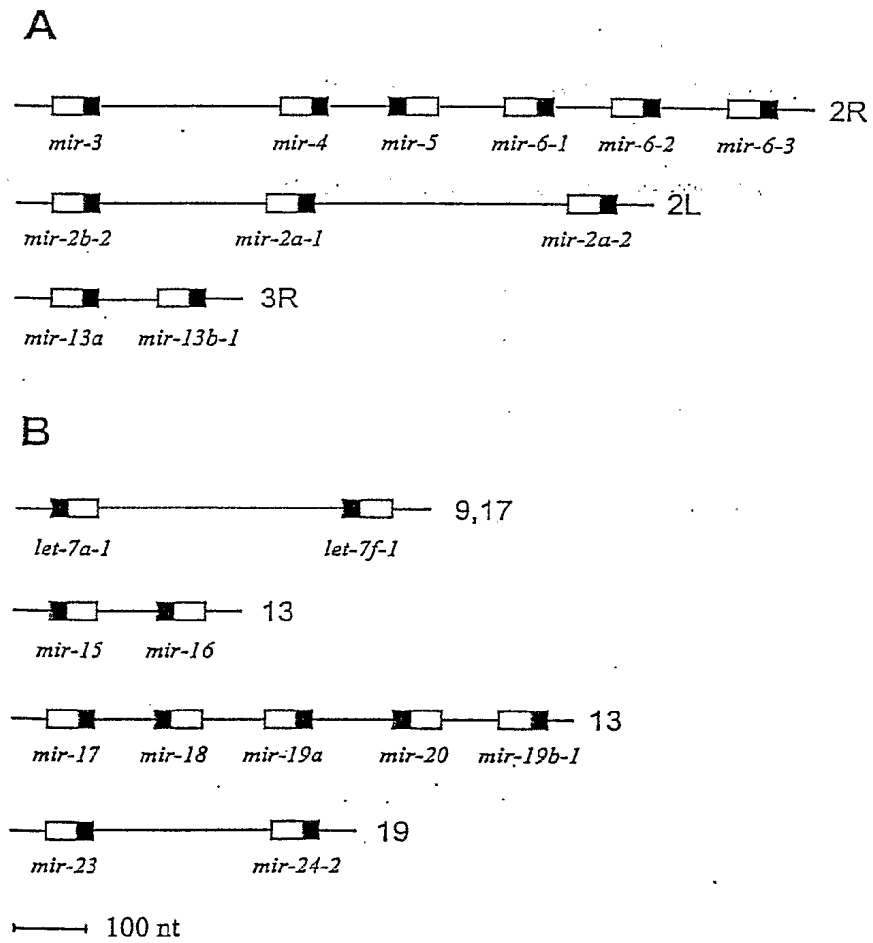 A
2R
mir-3 mir-4 mir-5 mir-6-1 mir-6-2 mir-6-3
2L
mir-2b-2 mir-2a-1 mir-2a-2
3R
mir-13a mir-13b-1
B
9,17
let-7a-1 let-7f-1
13
mir-15 mir-16
13
mir-17 mir-18 mir-19a mir-20 mir-19b-1
19
mir-23 mir-24-2
100 nt